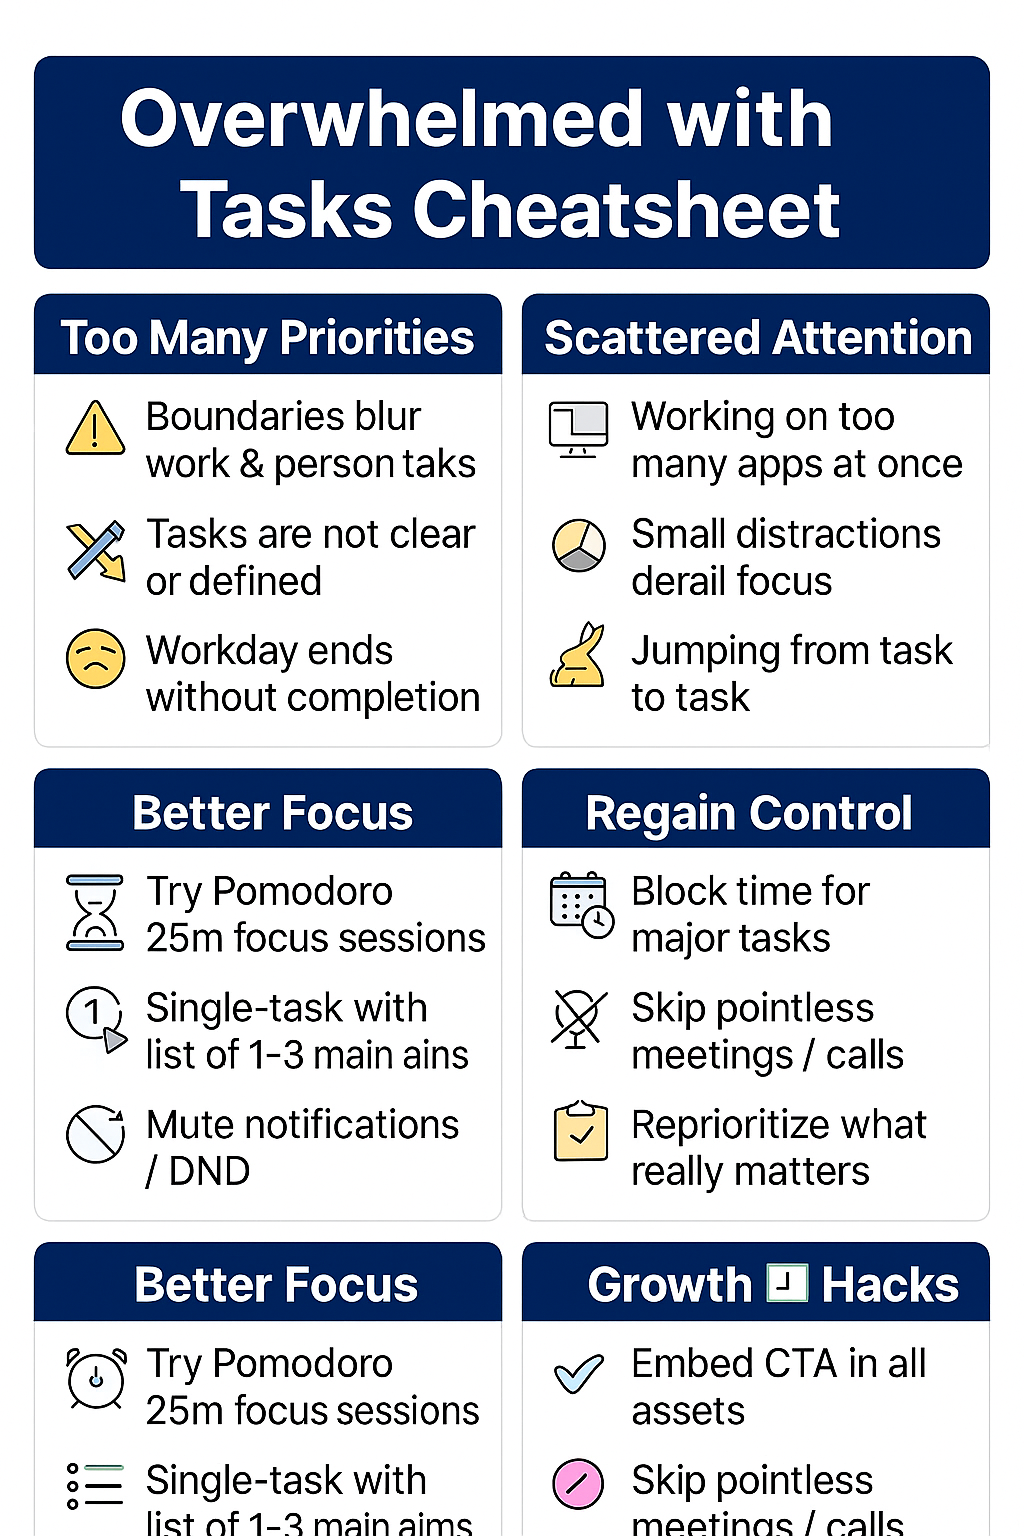 Overwhelmed with
Tasks Cheatsheet
Too Many Priorities
Boundaries blur
work & person taks
Tasks are not clear
or defined
Workday ends
without completion
Scattered Attention
Working on too
many apps at once
Small distractions
derail focus
Jumping from task
to task
Better Focus
Try Pomodoro
25m focus sessions
1
Single-task with
list of 1-3 main ains
Mute notifications
/ DND
Regain Control
Block time for
major tasks
Skip pointless
meetings / calls
Reprioritize what
really matters
Better Focus
Try Pomodoro
25m focus sessions
Single-task with
list of 1-3 main aims
Growth Hacks
Embed CTA in all
assets
Skip pointless
meetings / calls